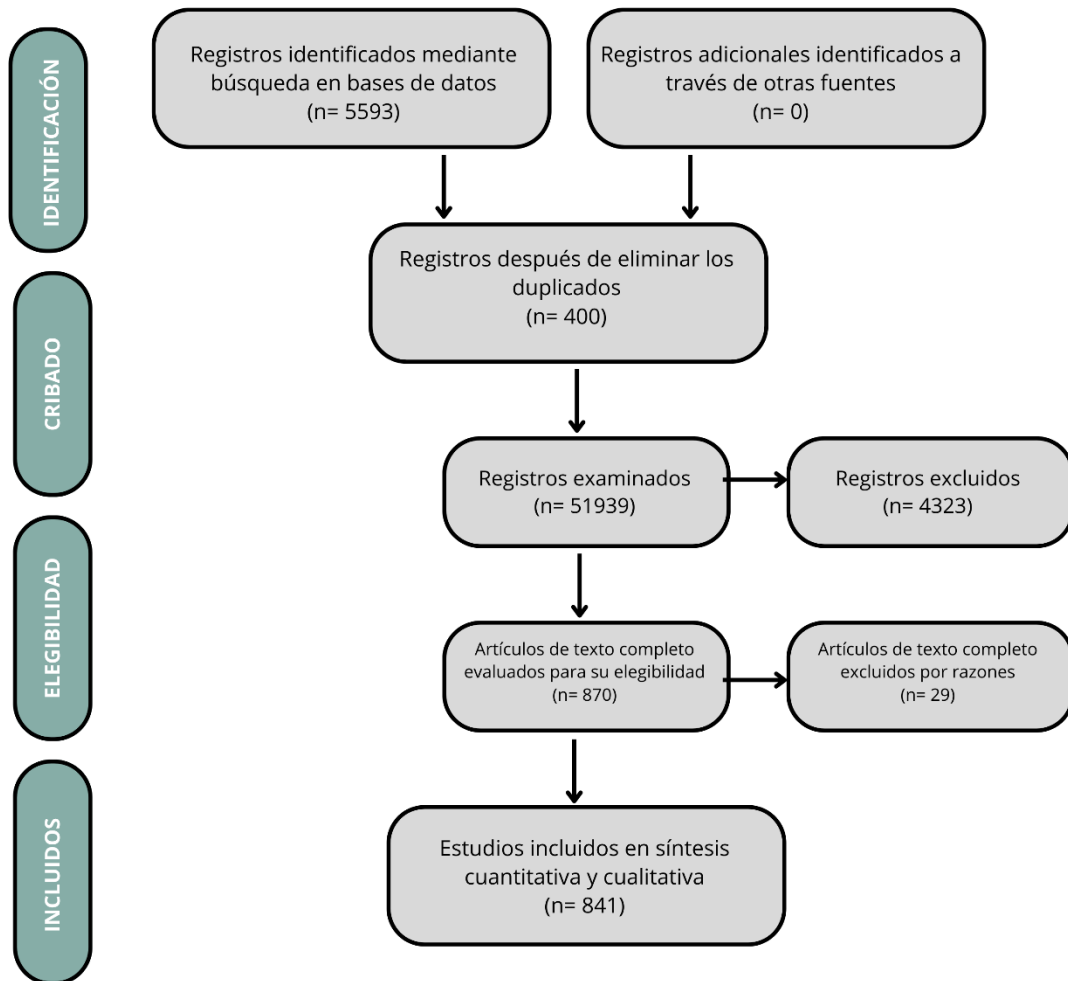 IDENTIFICACIÓN
Registros identificados mediante
búsqueda en bases de datos
(n= 5593)
Registros adicionales identificados a
través de otras fuentes
(n= 0)
Registros después de eliminar los
duplicados
(n= 400)
CRIBADO
Registros examinados
(n= 51939)
Registros excluidos
(n= 4323)
ELEGIBILIDAD
Artículos de texto completo
evaluados para su elegibilidad
(n= 870)
Artículos de texto completo
excluidos por razones
(n= 29)
INCLUIDOS
Estudios incluidos en síntesis
cuantitativa y cualitativa
(n= 841)